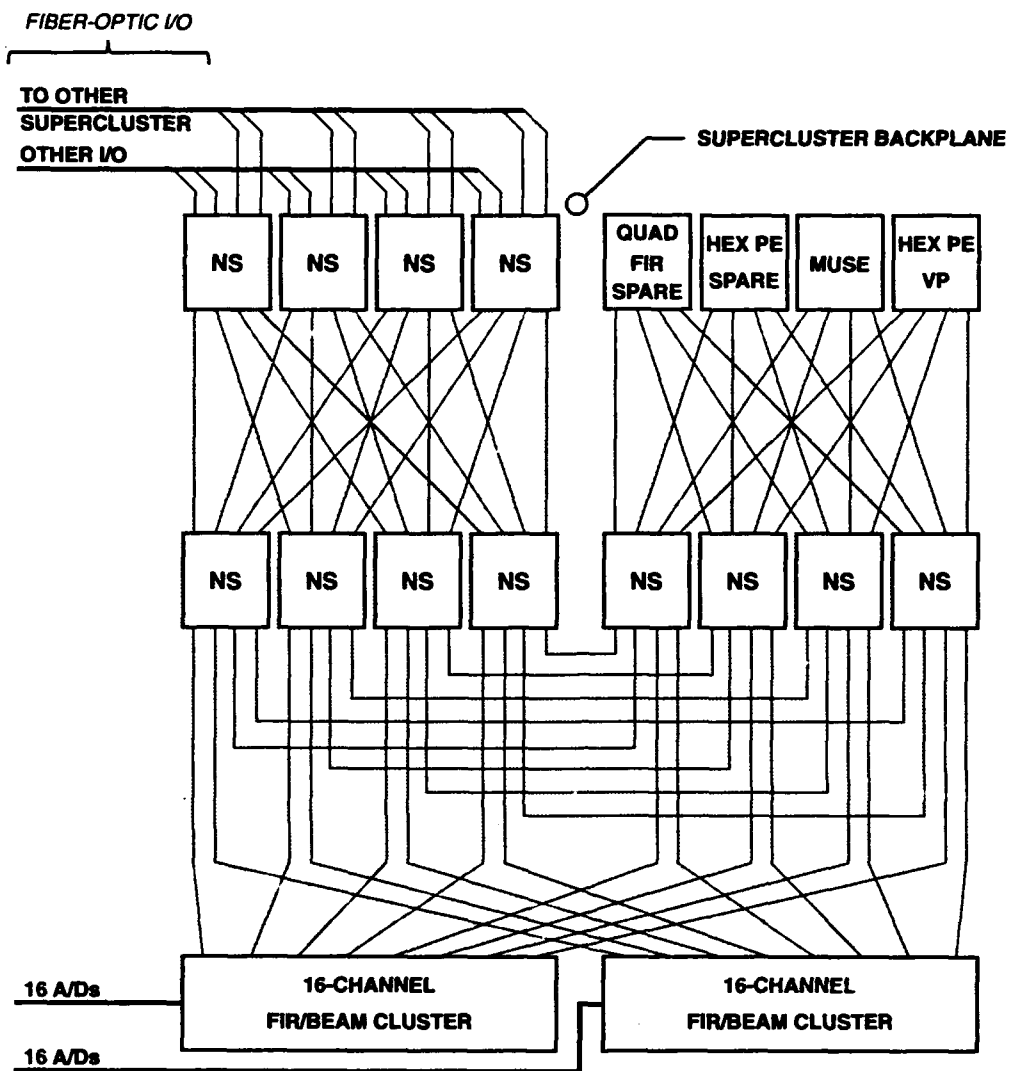 FIBER-OPTIC I/O
TO OTHER
SUPERCLUSTER
OTHER I/O
SUPERCLUSTER BACKPLANE
NS
NS
NS
NS
QUAD
FIR
SPARE
HEX PE
SPARE
MUSE
HEX PE
VP
NS
NS
NS
NS
NS
NS
NS
NS
16 A/Ds
16-CHANNEL
FIR/BEAM CLUSTER
16-CHANNEL
FIR/BEAM CLUSTER
16 A/Ds